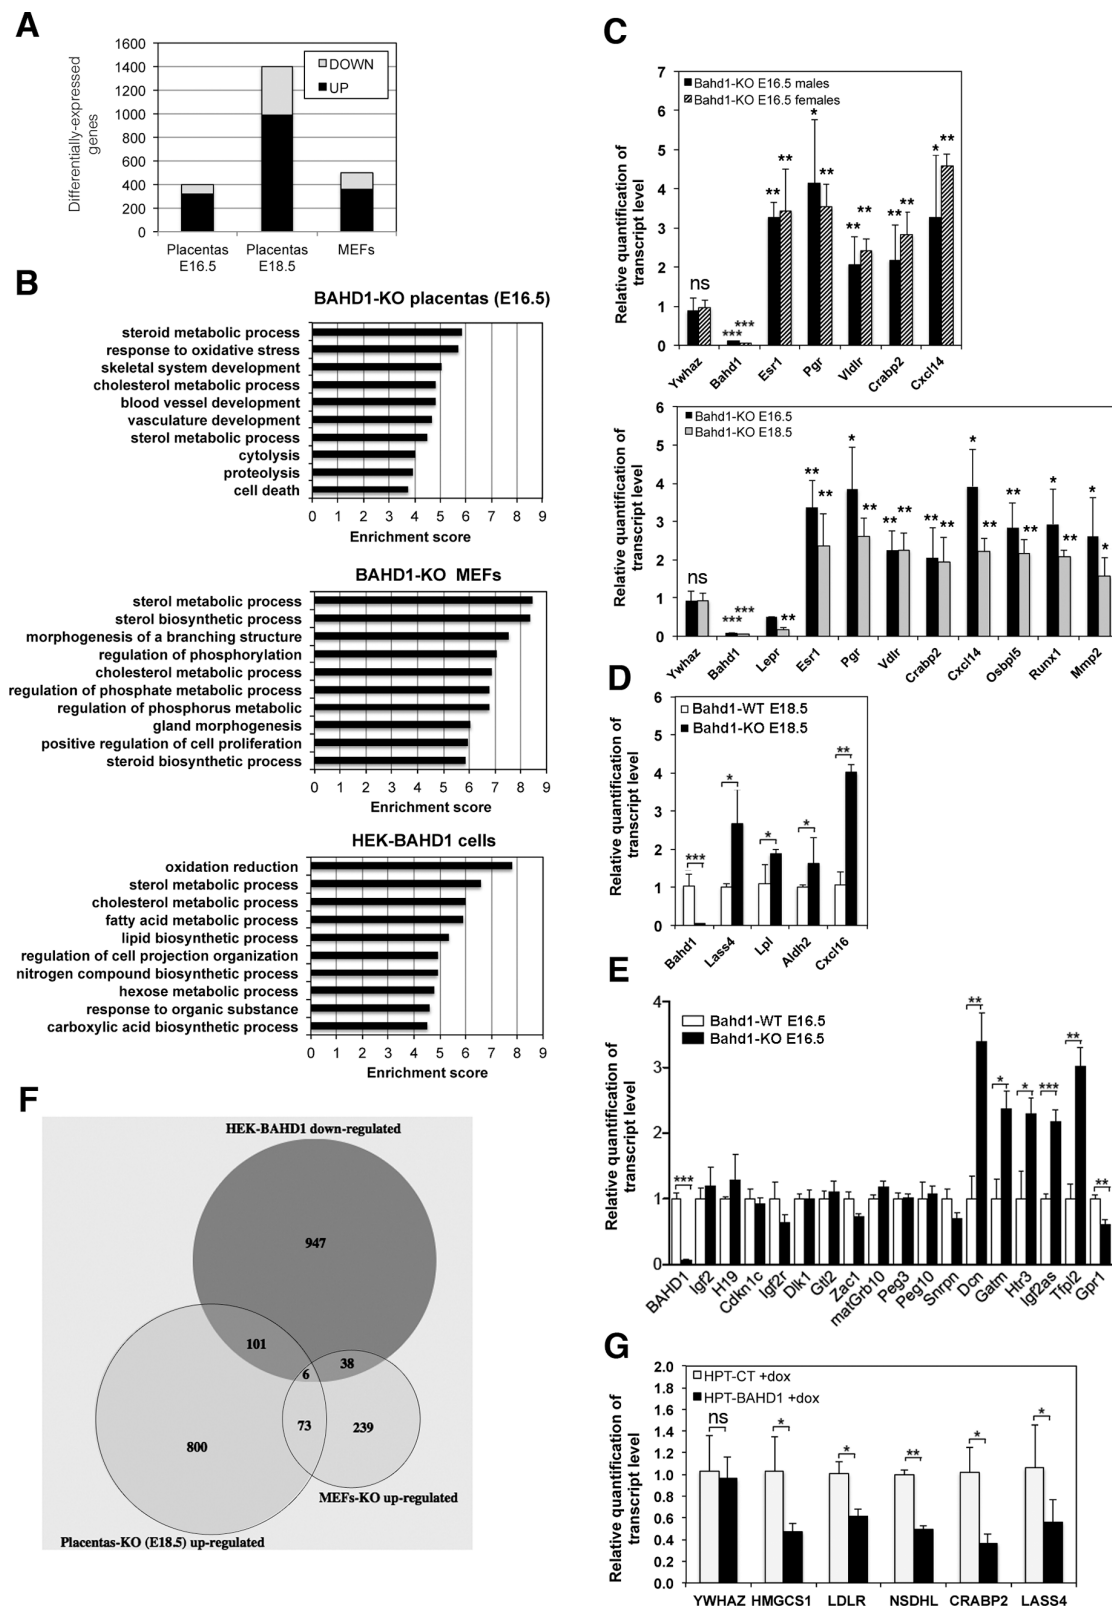 A
Differentially-expressed
genes
1600
1400
1200
1000
800
600
400
200
0
DOWN
UP
Placentas
E16.5
Placentas
E18.5
MEFs
B
BAHD1-KO placentas (E16.5)
steroid metabolic process
response to oxidative stress
skeletal system development
cholesterol metabolic process
blood vessel development
vasculature development
sterol metabolic process
cytolysis
proteolysis
cell death
0 1 2 3 4 5 6 7 8 9
Enrichment score
BAHD1-KO MEFs
sterol metabolic process
sterol biosynthetic process
morphogenesis of a branching structure
regulation of phosphorylation
cholesterol metabolic process
regulation of phosphate metabolic process
regulation of phosphorus metabolic
gland morphogenesis
positive regulation of cell proliferation
steroid biosynthetic process
0 1 2 3 4 5 6 7 8 9
Enrichment score
HEK-BAHD1 cells
oxidation reduction
sterol metabolic process
cholesterol metabolic process
fatty acid metabolic process
lipid biosynthetic process
regulation of cell projection organization
nitrogen compound biosynthetic process
hexose metabolic process
response to organic substance
carboxylic acid biosynthetic process
0 1 2 3 4 5 6 7 8 9
Enrichment score
C
Relative quantification of
transcript level
7
6
5
4
3
2
1
0
Bahd1-KO E16.5 males
Bahd1-KO E16.5 females
ns
*** *** ** ** * ** ** ** ** ** * **
Ywhaz Bahd1 Esr1 Pgr Vldlr Crabp2 Cxcl14
Relative quantification of
transcript level
6
5
4
3
2
1
0
Bahd1-KO E16.5
Bahd1-KO E18.5
ns
*** *** ** ** ** * ** ** ** ** ** * ** ** ** * ** * *
Ywhaz Bahd1 Lepr Esr1 Pgr Vdlr Crabp2 Cxcl14 Osbpl5 Runx1 Mmp2
D
Relative quantification of
transcript level
6
5
4
3
2
1
0
Bahd1-WT E18.5
Bahd1-KO E18.5
*** * * * **
Bahd1 Lass4 Lpl Aldh2 Cxcl16
E
Relative quantification of
transcript level
4
3
2
1
0
Bahd1-WT E16.5
Bahd1-KO E16.5
*** ** * * *** ** **
BAHD1 Igf2 H19 Cdkn1c Igf2r Dlk1 Gtl2 Zac1 matGrb10 Peg3 Peg10 Snrpn Dcn Gatm Htr3 Igf2as Tfpl2 Gpr1
F
HEK-BAHD1 down-regulated
947
101
38
6
73
239
800
MEFs-KO up-regulated
Placentas-KO (E18.5) up-regulated
G
Relative quantification of
transcript level
2.0
1.8
1.6
1.4
1.2
1.0
0.8
0.6
0.4
0.2
0.0
HPT-CT +dox
HPT-BAHD1 +dox
ns * * ** * *
YWHAZ HMGCS1 LDLR NSDHL CRABP2 LASS4